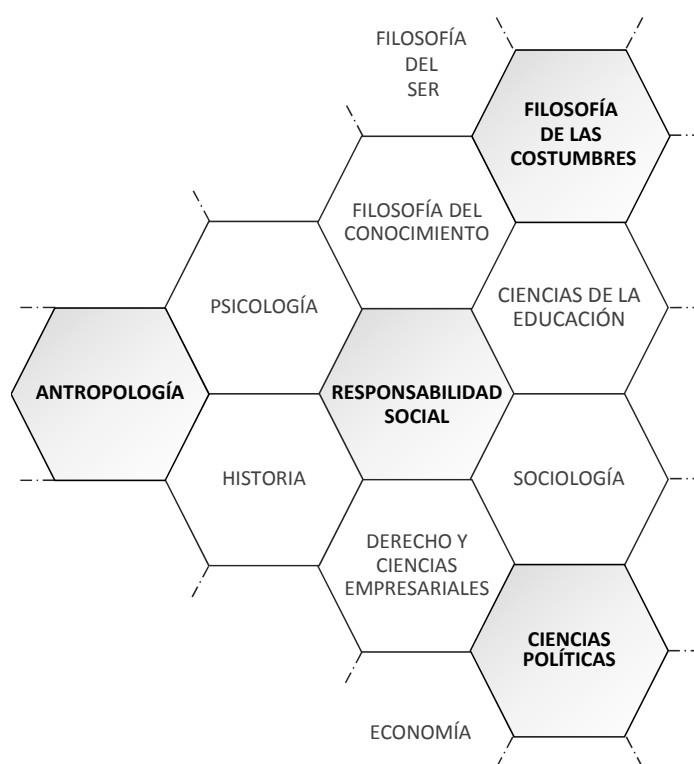 FILOSOFÍA
DEL
SER
FILOSOFÍA
DE LAS
COSTUMBRES
FILOSOFÍA DEL
CONOCIMIENTO
PSICOLOGÍA
CIENCIAS DE LA
EDUCACIÓN
ANTROPOLOGÍA
RESPONSABILIDAD
SOCIAL
HISTORIA
SOCIOLOGÍA
DERECHO Y
CIENCIAS
EMPRESARIALES
CIENCIAS
POLÍTICAS
ECONOMÍA